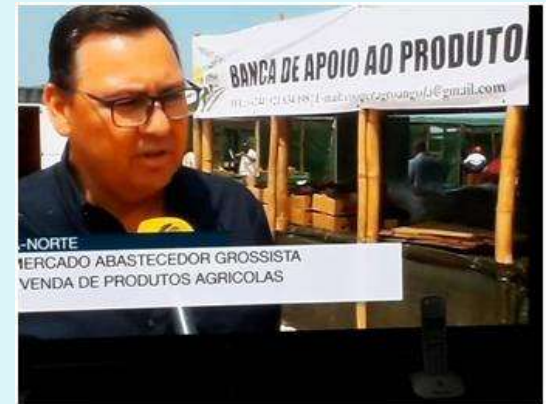 BANCA DE APOIO AO PRODUTO
-NORTE
MERCADO ABASTECEDOR GROSSISTA
VENDA DE PRODUTOS AGRICOLAS